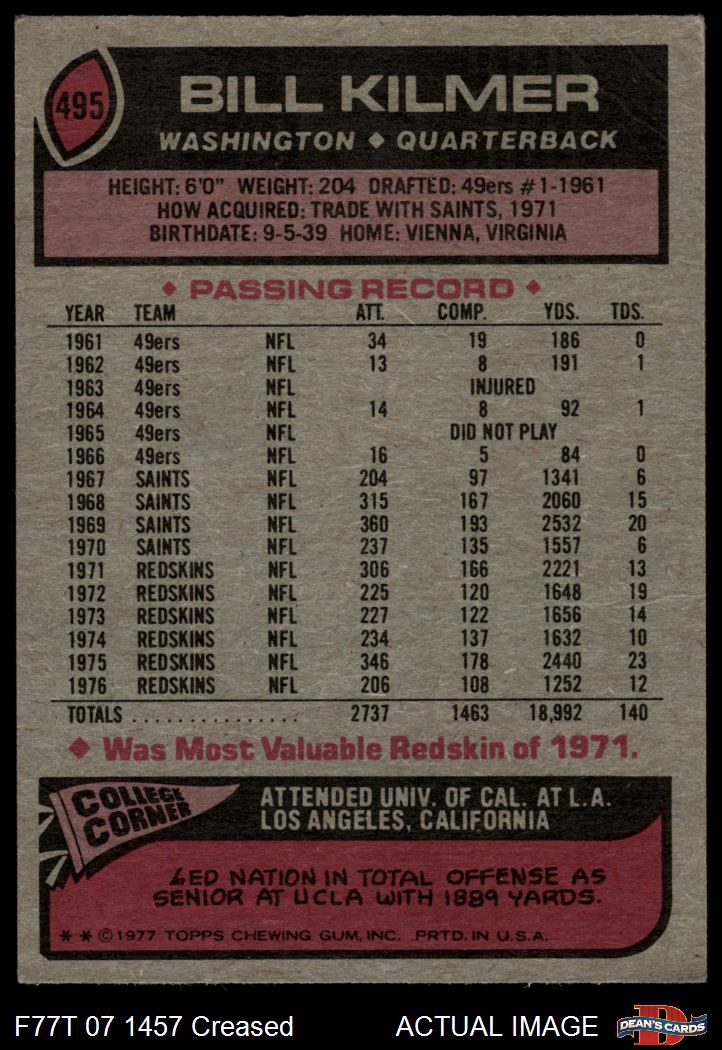 495
BILL KILMER
WASHINGTON ◆ QUARTERBACK
HEIGHT: 6'0" WEIGHT: 204 DRAFTED: 49ers #1-1961
HOW ACQUIRED: TRADE WITH SAINTS, 1971
BIRTHDATE: 9-5-39 HOME: VIENNA, VIRGINIA
◆ PASSING RECORD ◆
YEAR TEAM ATT. COMP. YDS. TDS.
1961 49ers NFL 34 19 186 0
1962 49ers NFL 13 8 191 1
1963 49ers NFL INJURED
1964 49ers NFL 14 8 92 1
1965 49ers NFL DID NOT PLAY
1966 49ers NFL 16 5 84 0
1967 SAINTS NFL 204 97 1341 6
1968 SAINTS NFL 315 167 2060 15
1969 SAINTS NFL 360 193 2532 20
1970 SAINTS NFL 237 135 1557 6
1971 REDSKINS NFL 306 166 2221 13
1972 REDSKINS NFL 225 120 1648 19
1973 REDSKINS NFL 227 122 1656 14
1974 REDSKINS NFL 234 137 1632 10
1975 REDSKINS NFL 346 178 2440 23
1976 REDSKINS NFL 206 108 1252 12
TOTALS ............... 2737 1463 18,992 140
◆ Was Most Valuable Redskin of 1971.
COLLEGE CORNER
ATTENDED UNIV. OF CAL. AT L.A.
LOS ANGELES, CALIFORNIA
LED NATION IN TOTAL OFFENSE AS
SENIOR AT UCLA WITH 1889 YARDS.
** ©1977 TOPPS CHEWING GUM, INC. PRTD. IN U.S.A.
F77T 07 1457 Creased ACTUAL IMAGE
D DEAN'S CARDS